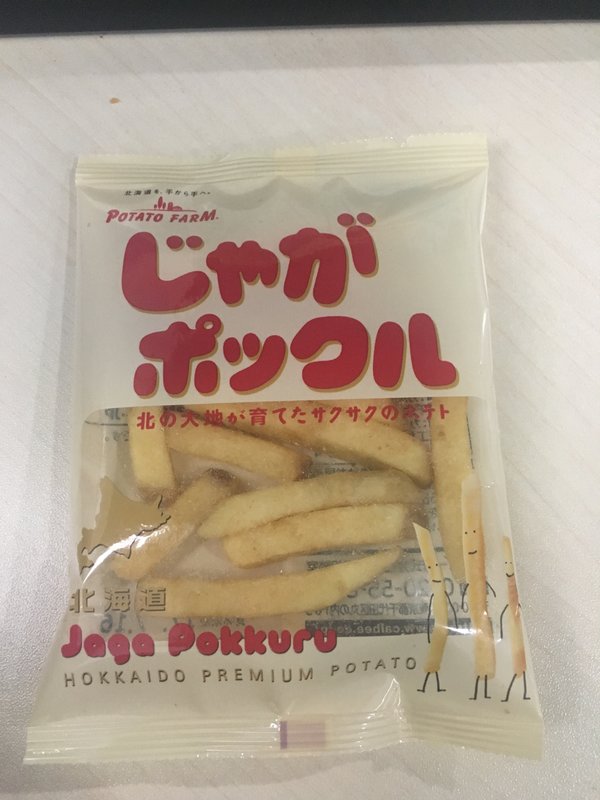 北海道を、手から手へ。
POTATO FARM
じゃが
ポックル
北の大地が育てたサクサクのポテト
北海道
Jaga Pokkuru
HOKKAIDO PREMIUM POTATO